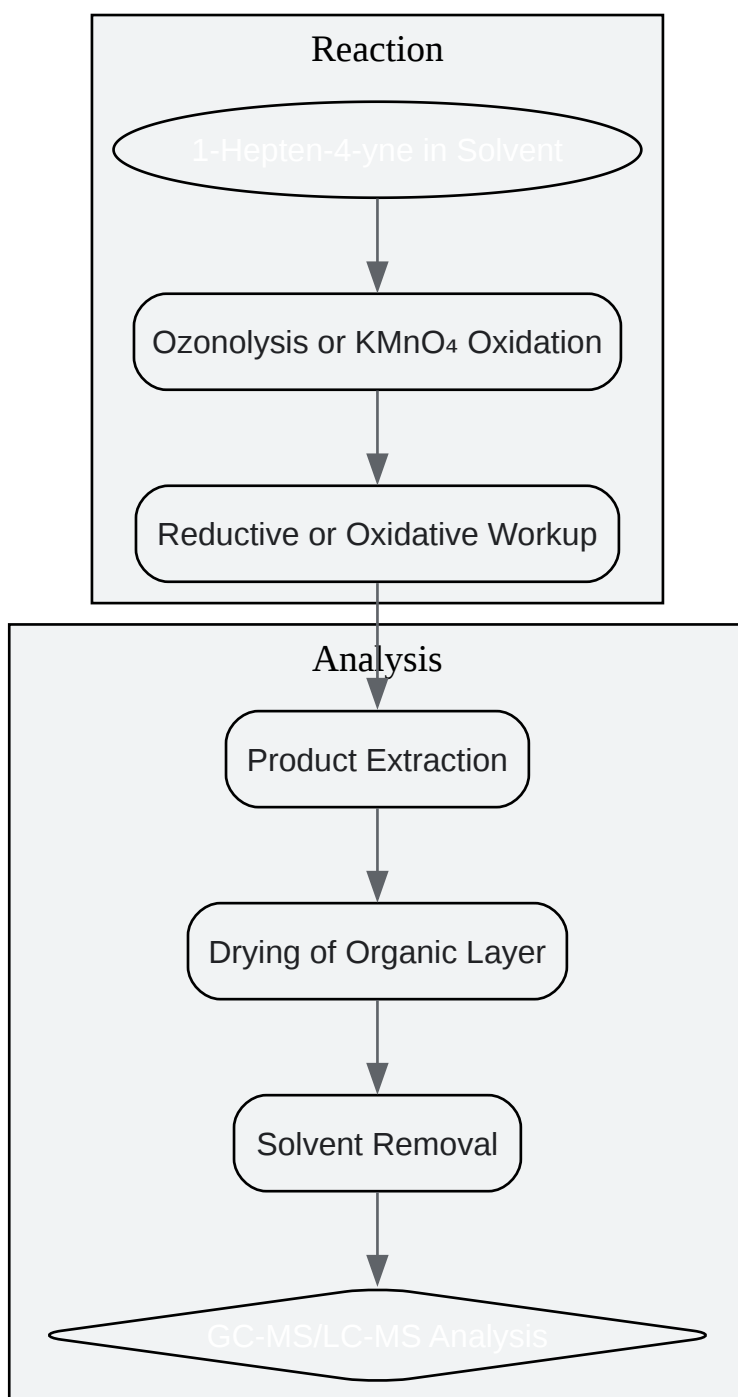 Reaction
1-Hepten-4-yne in Solvent
Ozonolysis or KMnO₄ Oxidation
Reductive or Oxidative Workup
Analysis
Product Extraction
Drying of Organic Layer
Solvent Removal
GC-MS/LC-MS Analysis